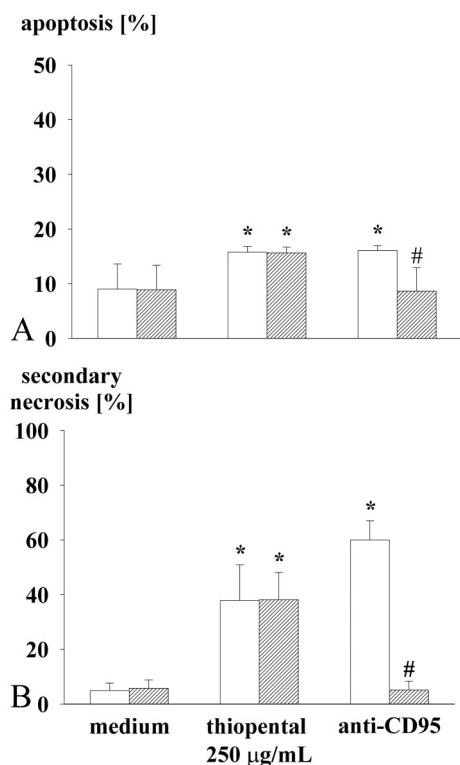 apoptosis [%]
50
40
30
20
10
0
* * * #
A
secondary
necrosis [%]
100
80
60
40
20
0
* * * #
B
medium thiopental anti-CD95
250 μg/mL